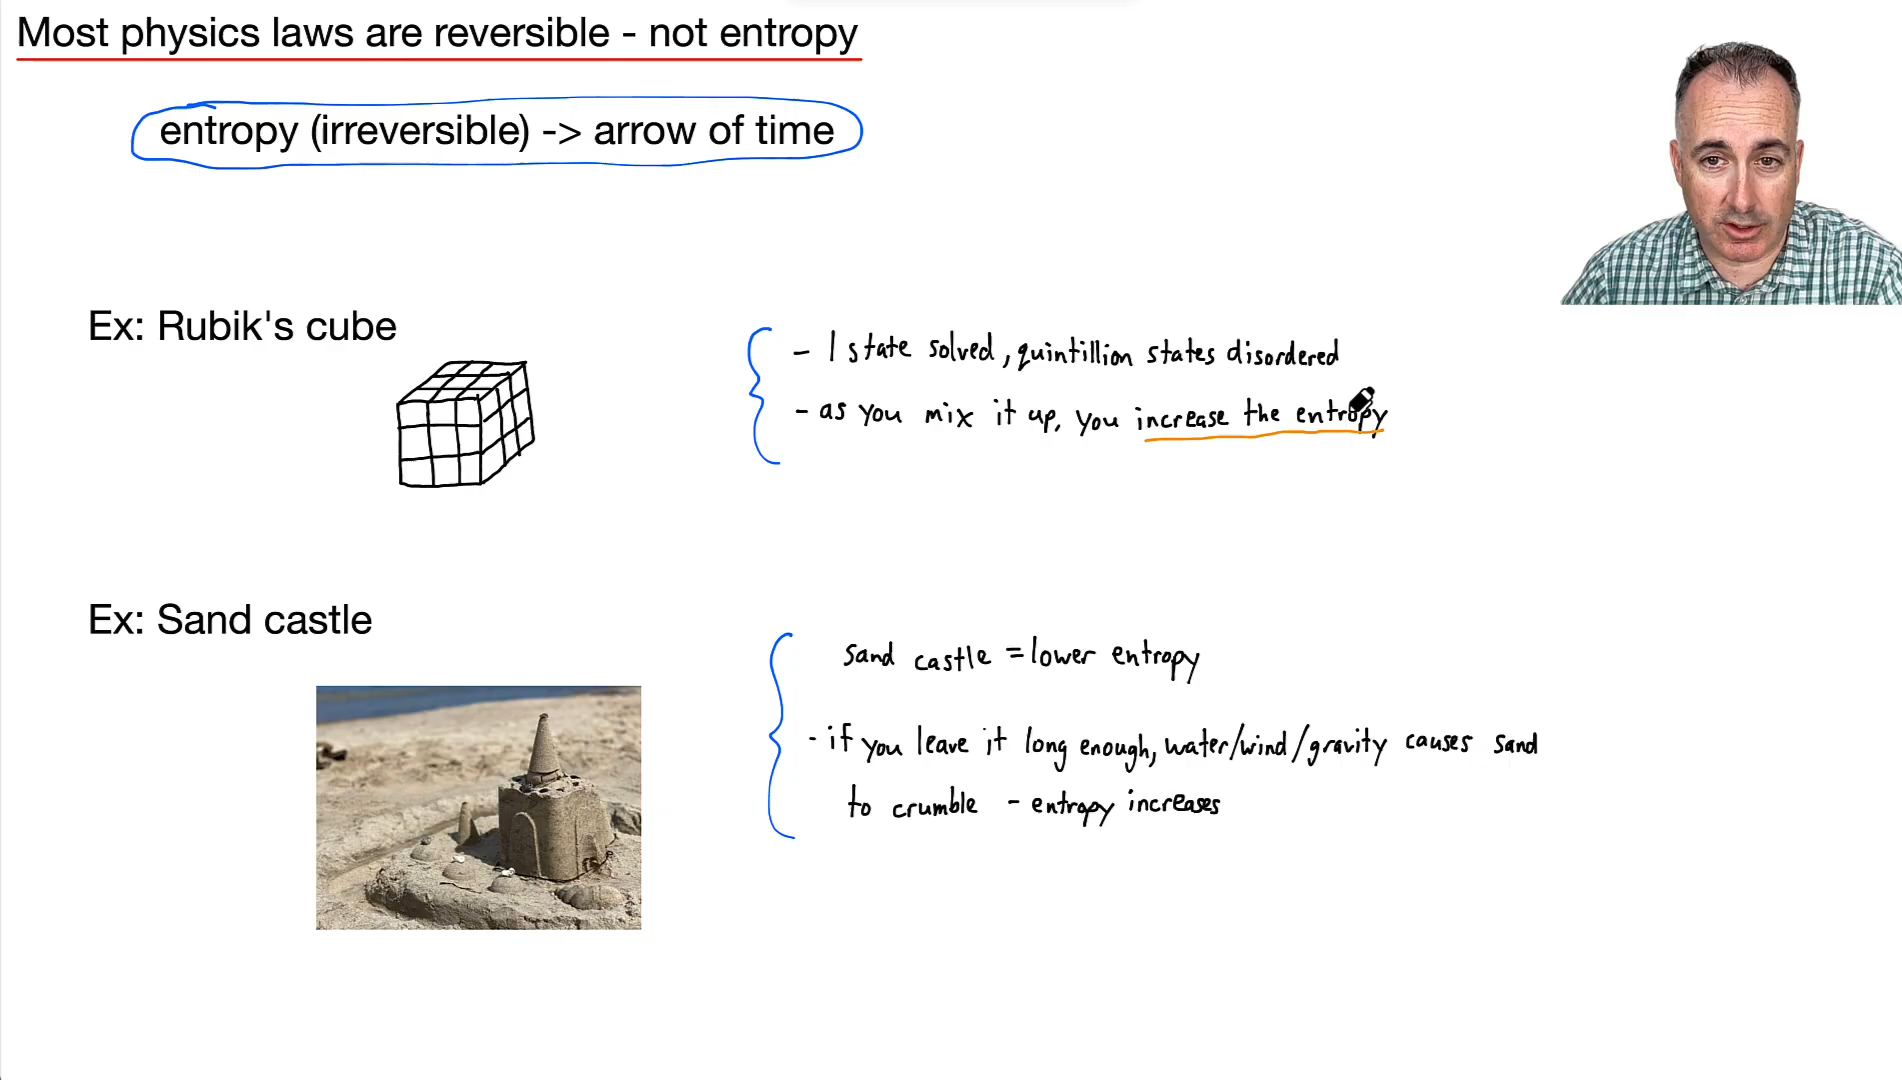 Most physics laws are reversible - not entropy
entropy (irreversible) -> arrow of time
Ex: Rubik's cube
- 1 state solved, quintillion states disordered
- as you mix it up, you increase the entropy
Ex: Sand castle
sand castle = lower entropy
- if you leave it long enough, water/wind/gravity causes sand
to crumble - entropy increases